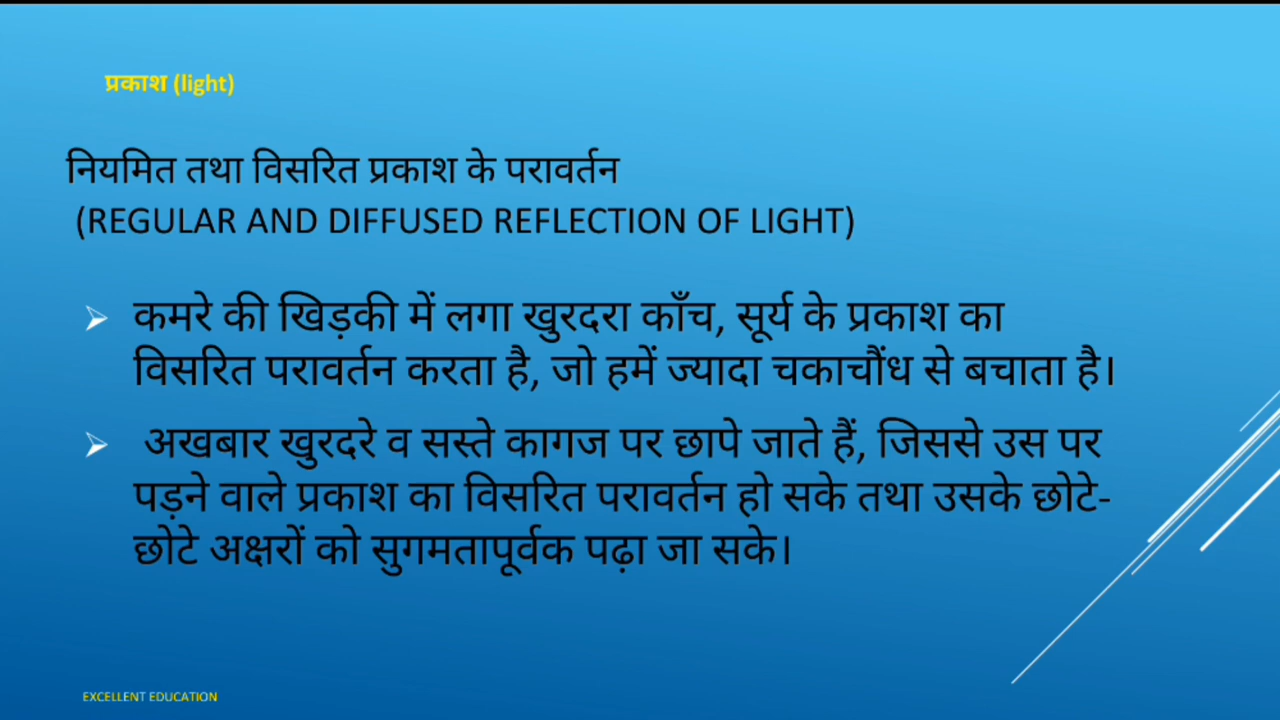 प्रकाश (light)
नियमित तथा विसरित प्रकाश के परावर्तन
(REGULAR AND DIFFUSED REFLECTION OF LIGHT)
कमरे की खिड़की में लगा खुरदरा काँच, सूर्य के प्रकाश का
विसरित परावर्तन करता है, जो हमें ज्यादा चकाचौंध से बचाता है।
अखबार खुरदरे व सस्ते कागज पर छापे जाते हैं, जिससे उस पर
पड़ने वाले प्रकाश का विसरित परावर्तन हो सके तथा उसके छोटे-
छोटे अक्षरों को सुगमतापूर्वक पढ़ा जा सके।
EXCELLENT EDUCATION